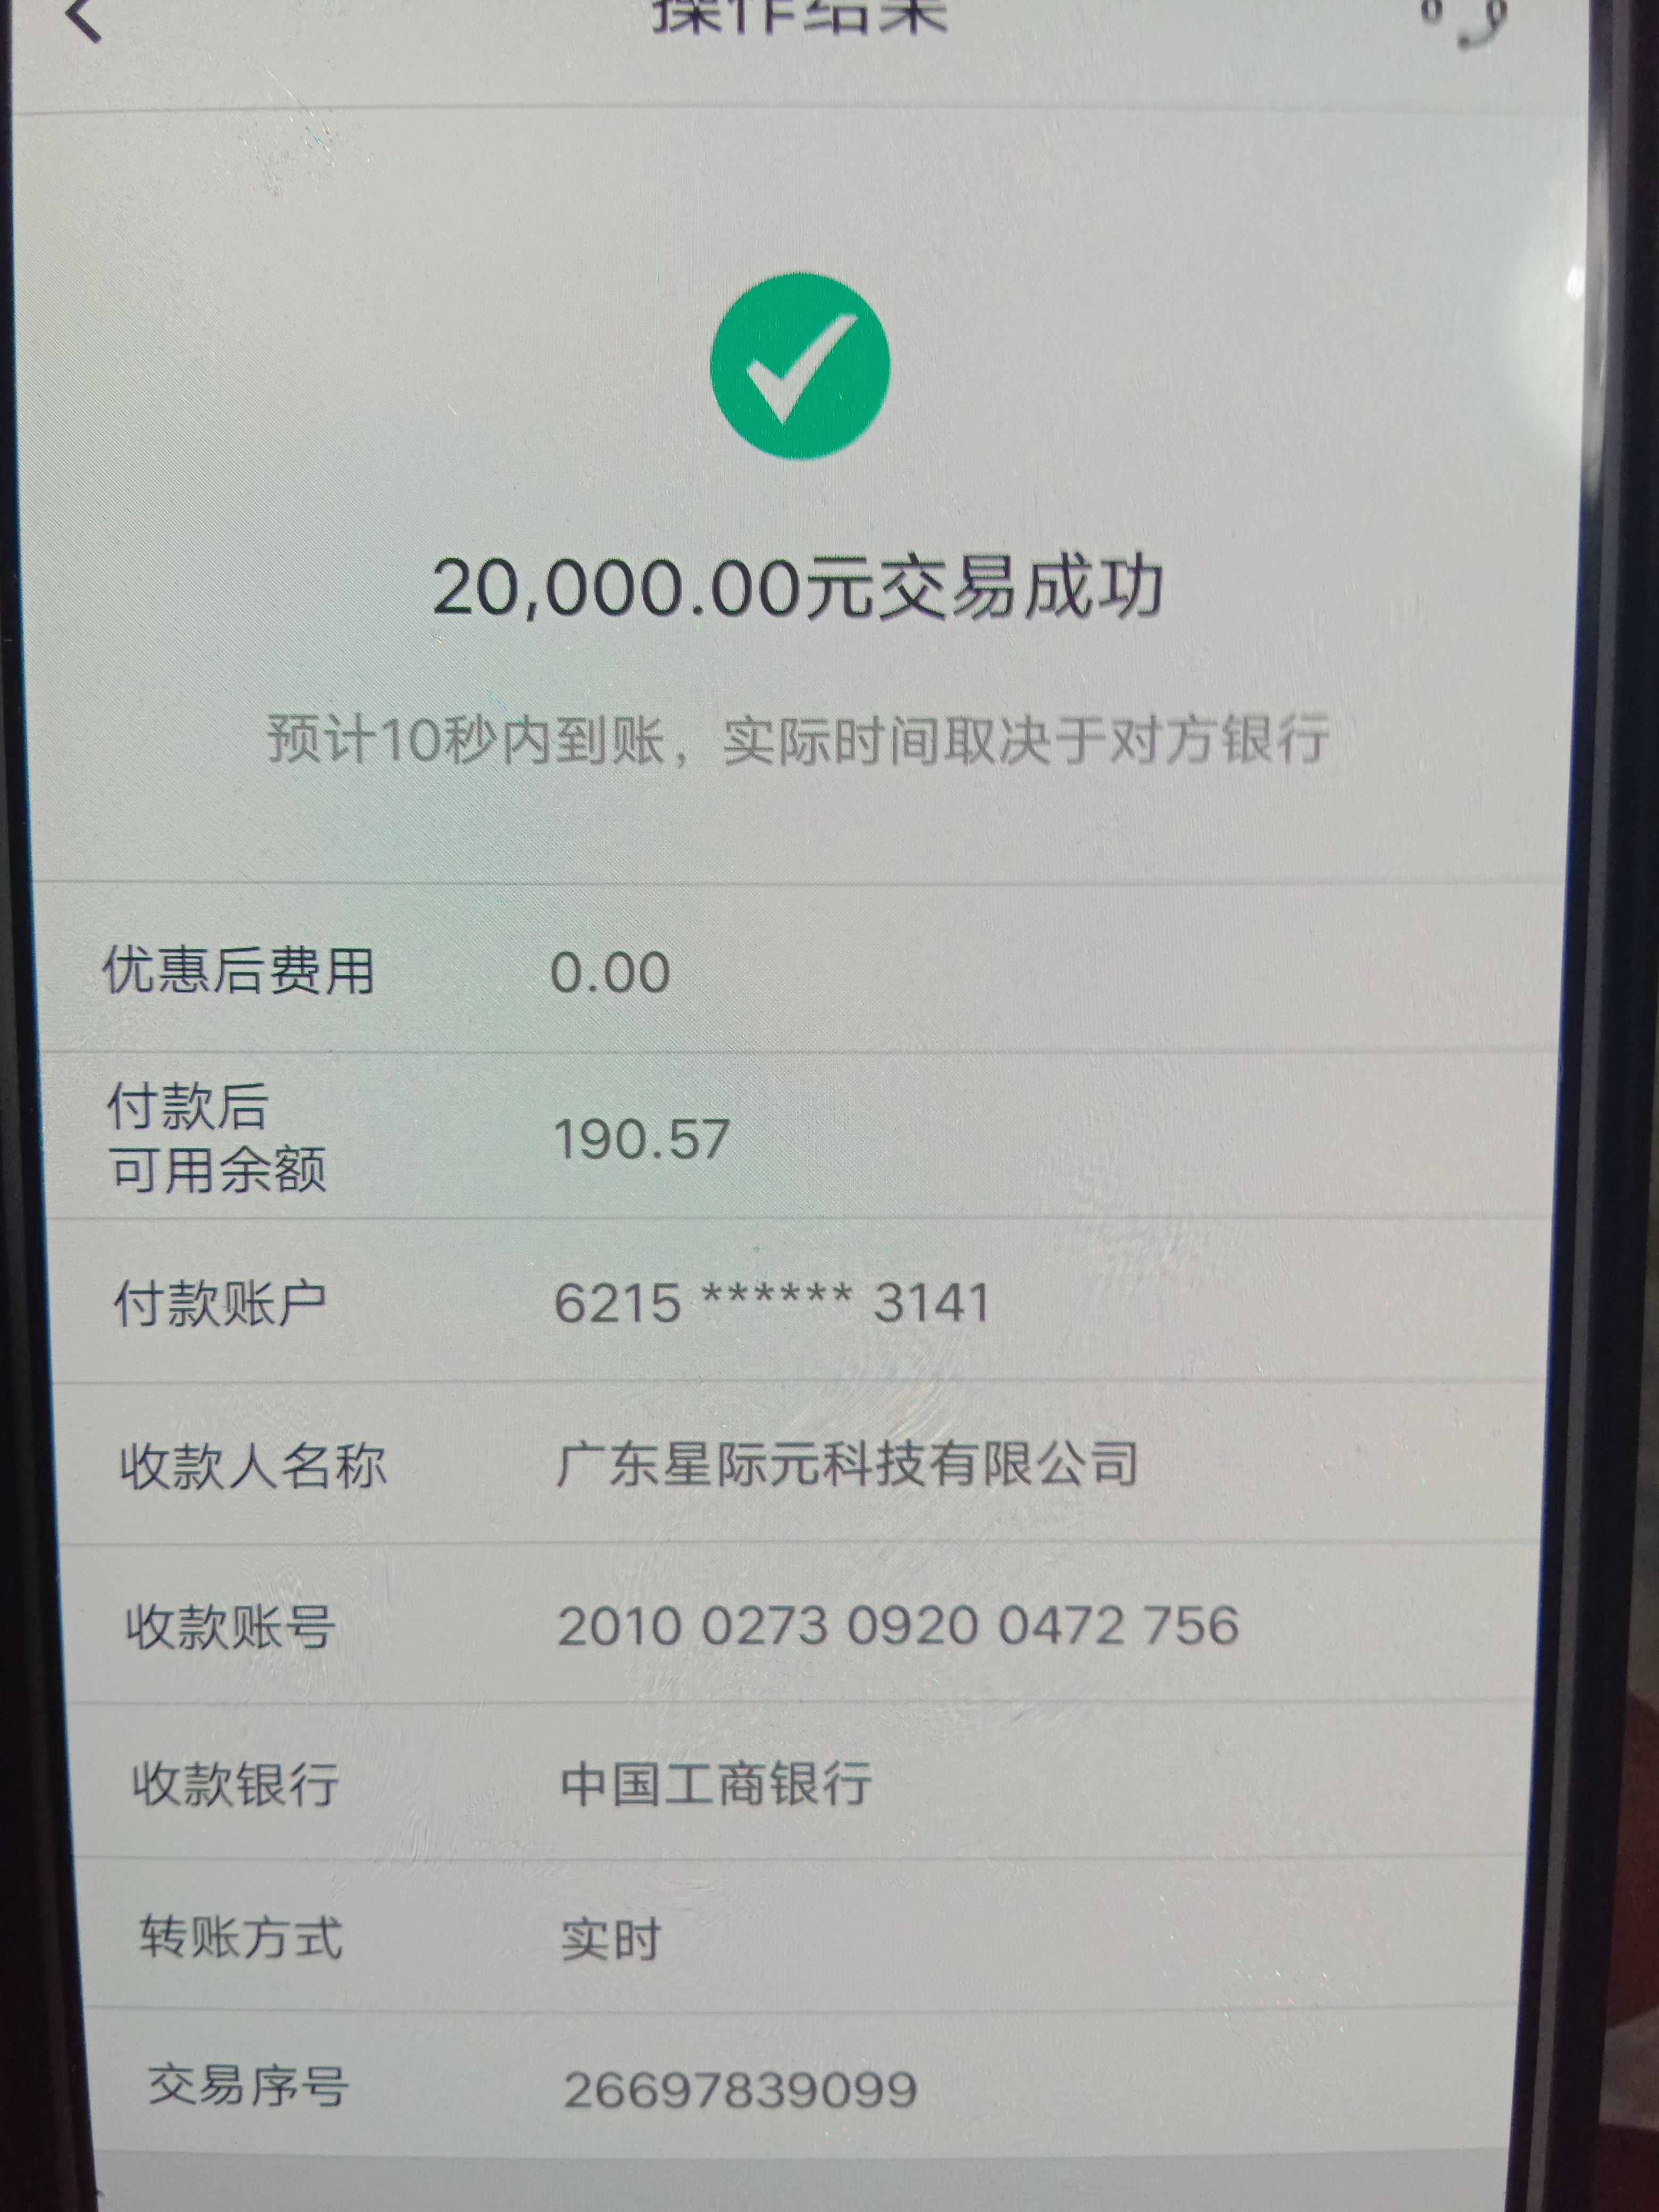 操作结果
20,000.00元交易成功
预计10秒内到账，实际时间取决于对方银行
优惠后费用 0.00
付款后
可用余额 190.57
付款账户 6215 ****** 3141
收款人名称 广东星际元科技有限公司
收款账号 2010 0273 0920 0472 756
收款银行 中国工商银行
转账方式 实时
交易序号 26697839099